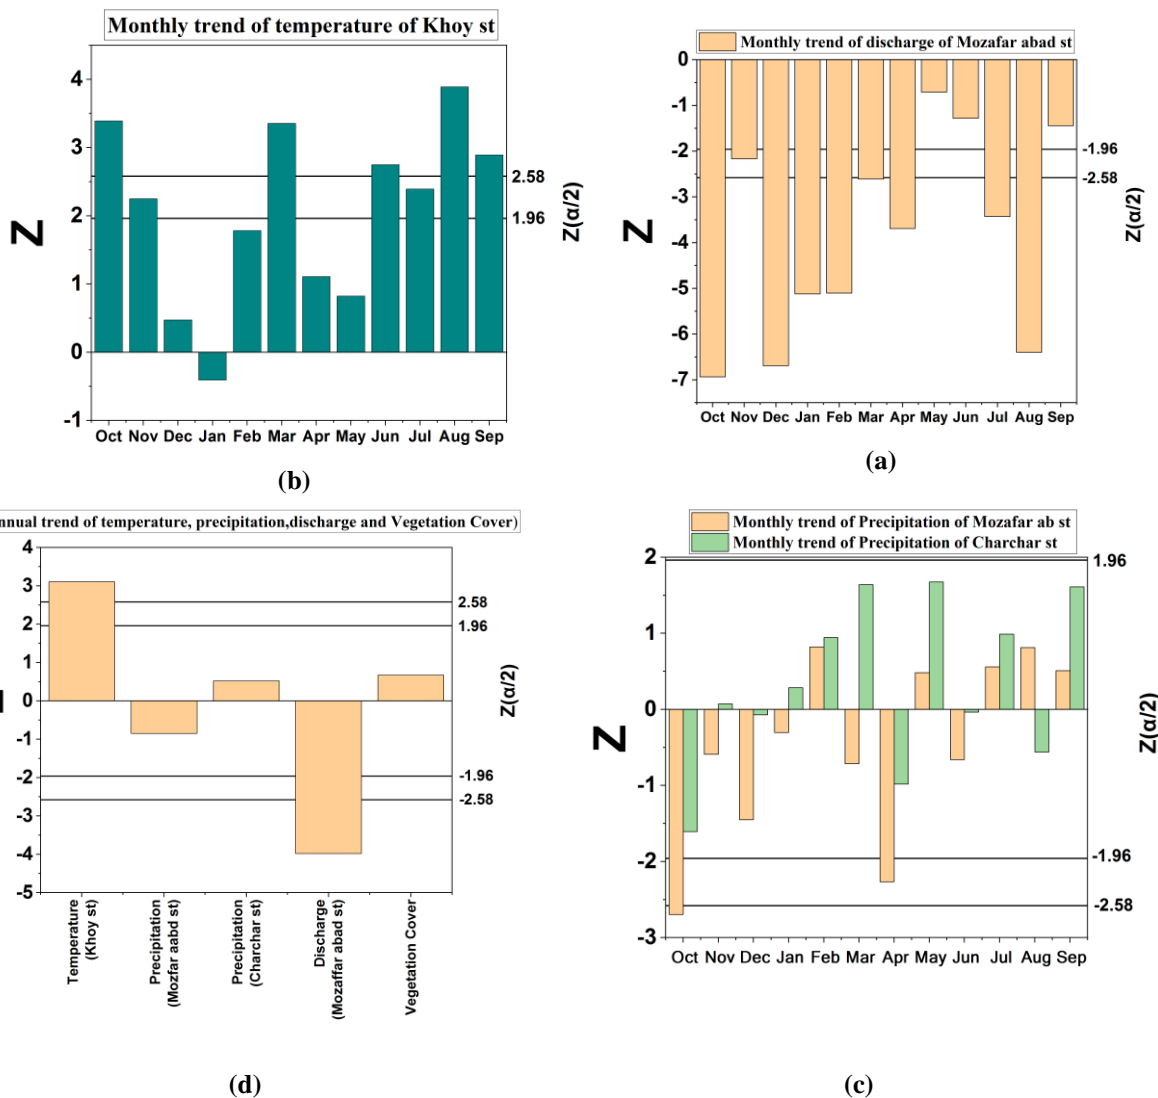 Monthly trend of temperature of Khoy st
4
3
2
1
0
-1
Z
2.58
1.96
Z(α/2)
Oct Nov Dec Jan Feb Mar Apr May Jun Jul Aug Sep
(b)
Monthly trend of discharge of Mozafar abad st
0
-1
-2
-3
-4
-5
-6
-7
Z
-1.96
-2.58
Z(α/2)
Oct Nov Dec Jan Feb Mar Apr May Jun Jul Aug Sep
(a)
nnual trend of temperature, precipitation,discharge and Vegetation Cover)
4
3
2
1
0
-1
-2
-3
-4
-5
2.58
1.96
-1.96
-2.58
Z(α/2)
Temperature
(Khoy st)
Precipitation
(Mozfar aabd st)
Precipitation
(Charchar st)
Discharge
(Mozaffar abad st)
Vegetation Cover
(d)
Monthly trend of Precipitation of Mozafar ab st
Monthly trend of Precipitation of Charchar st
2
1
0
-1
-2
-3
Z
1.96
-1.96
-2.58
Z(α/2)
Oct Nov Dec Jan Feb Mar Apr May Jun Jul Aug Sep
(c)